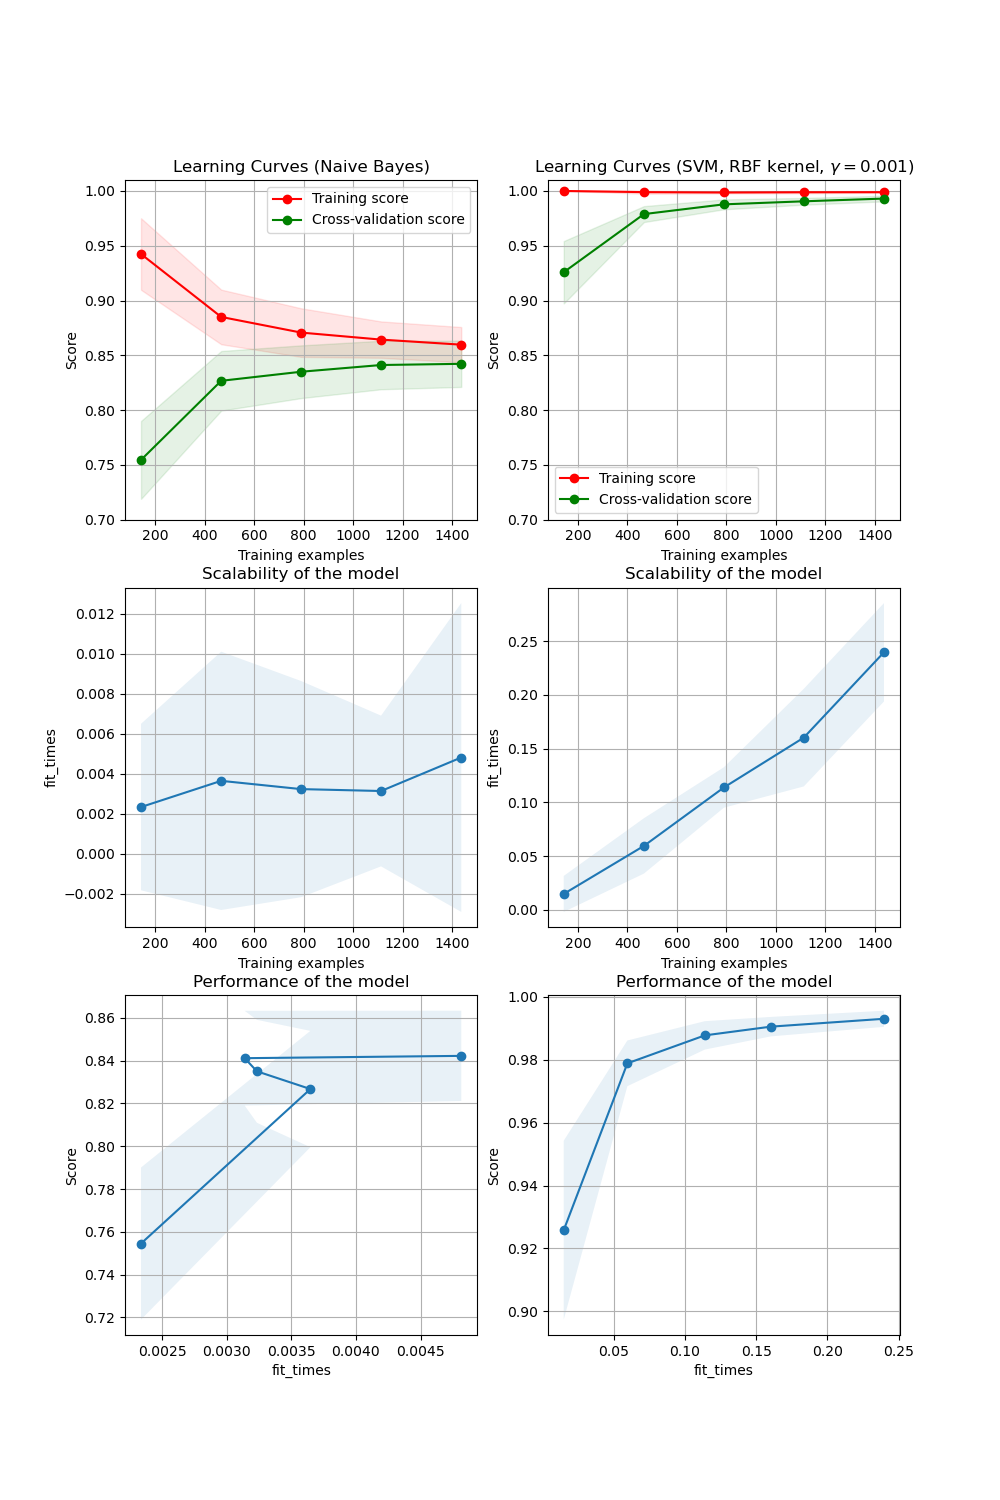 Learning Curves (Naive Bayes)
Learning Curves (SVM, RBF kernel, γ = 0.001)
1.00
0.95
0.90
0.85
0.80
0.75
0.70
Score
Training score
Cross-validation score
200 400 600 800 1000 1200 1400
Training examples
1.00
0.95
0.90
0.85
0.80
0.75
0.70
Score
Training score
Cross-validation score
200 400 600 800 1000 1200 1400
Training examples
Scalability of the model
0.012
0.010
0.008
0.006
0.004
0.002
0.000
−0.002
fit_times
200 400 600 800 1000 1200 1400
Training examples
Scalability of the model
0.25
0.20
0.15
0.10
0.05
0.00
fit_times
200 400 600 800 1000 1200 1400
Training examples
Performance of the model
0.86
0.84
0.82
0.80
0.78
0.76
0.74
0.72
Score
0.0025 0.0030 0.0035 0.0040 0.0045
fit_times
Performance of the model
1.00
0.98
0.96
0.94
0.92
0.90
Score
0.05 0.10 0.15 0.20 0.25
fit_times